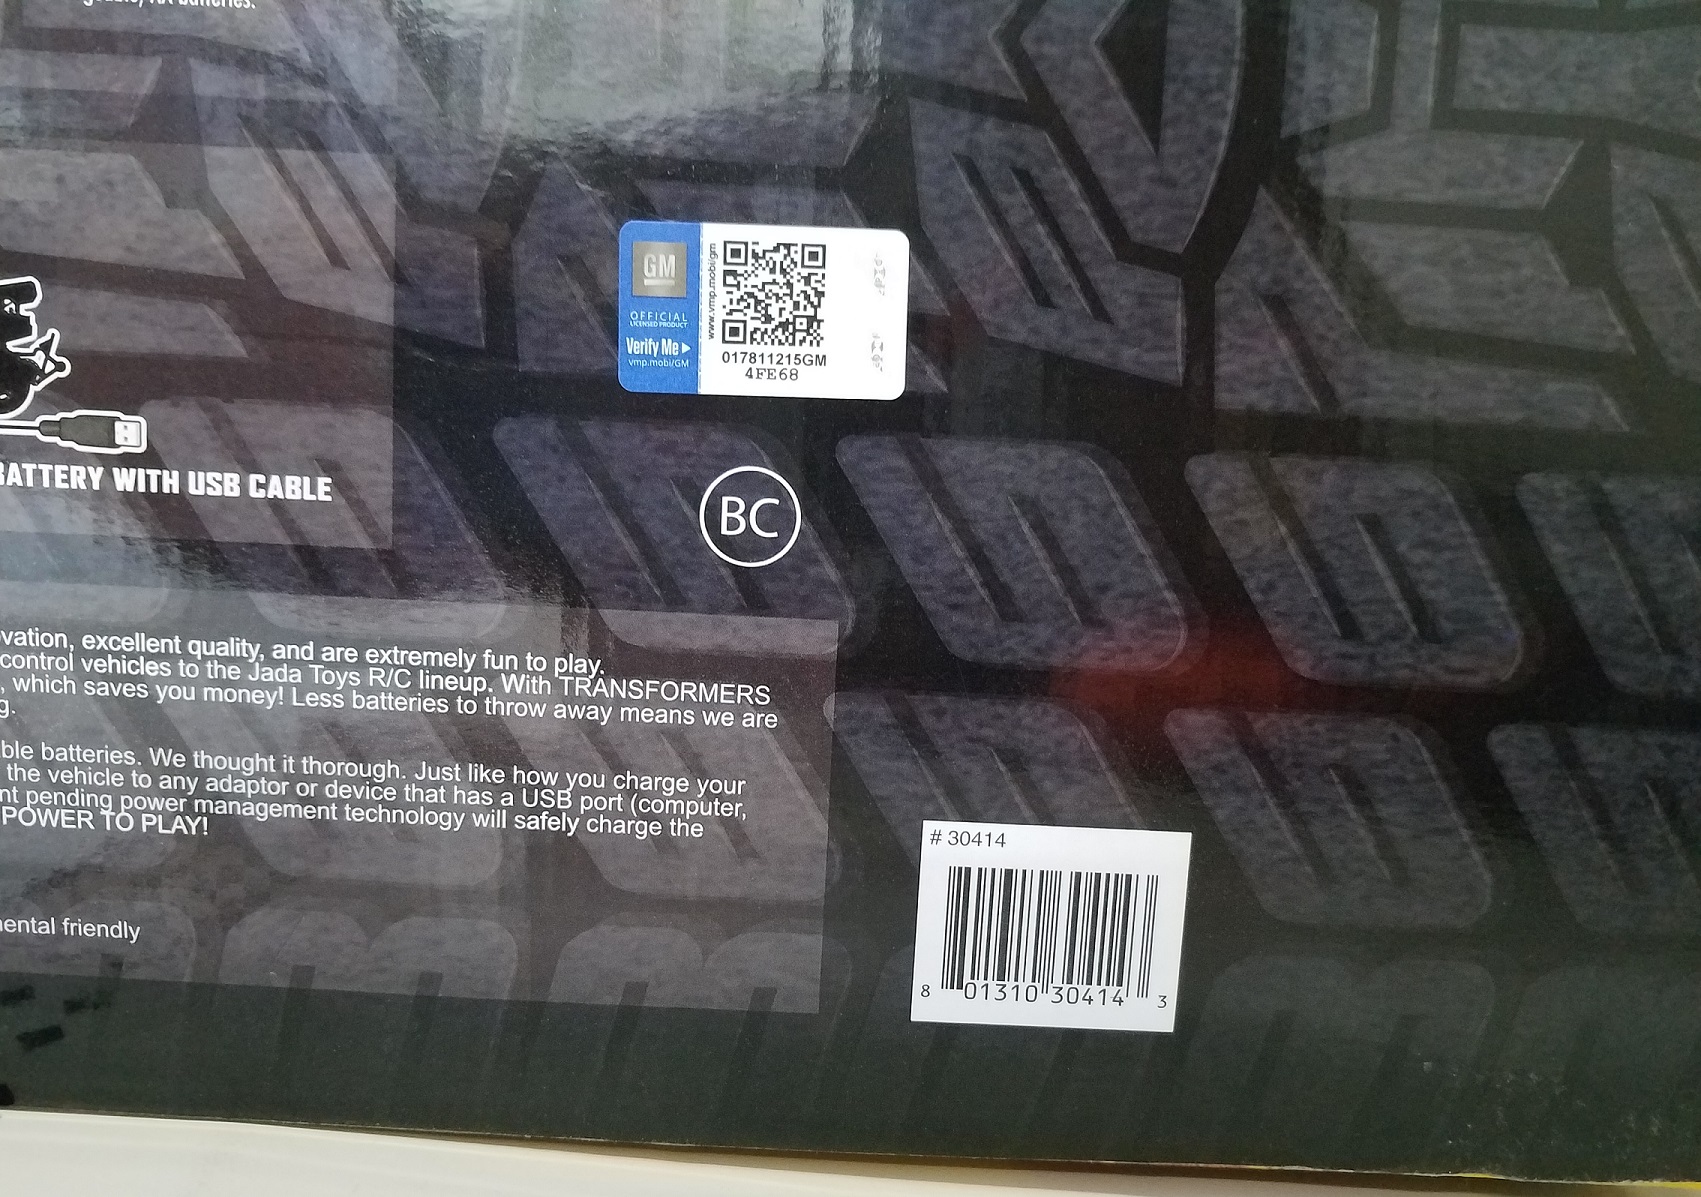 AA batteries.
GM
OFFICIAL
LICENSED PRODUCT
Verify Me
vmp.mobi/GM
www.vmp.mobi/gm
017811215GM
4FE68
BATTERY WITH USB CABLE
BC
vation, excellent quality, and are extremely fun to play.
control vehicles to the Jada Toys R/C lineup. With TRANSFORMERS
, which saves you money! Less batteries to throw away means we are
g.
ble batteries. We thought it thorough. Just like how you charge your
the vehicle to any adaptor or device that has a USB port (computer,
nt pending power management technology will safely charge the
POWER TO PLAY!
ental friendly
# 30414
8 01310 30414 3